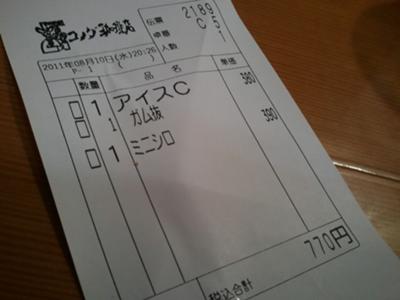 コメダ珈琲店
伝票 2189
卓番 C 5
人数 1
2011年08月10日(水)20:26
数量 品名 単価
1 アイスC 380
1 ガム抜
1 ミニシロ 390
770円
税込合計